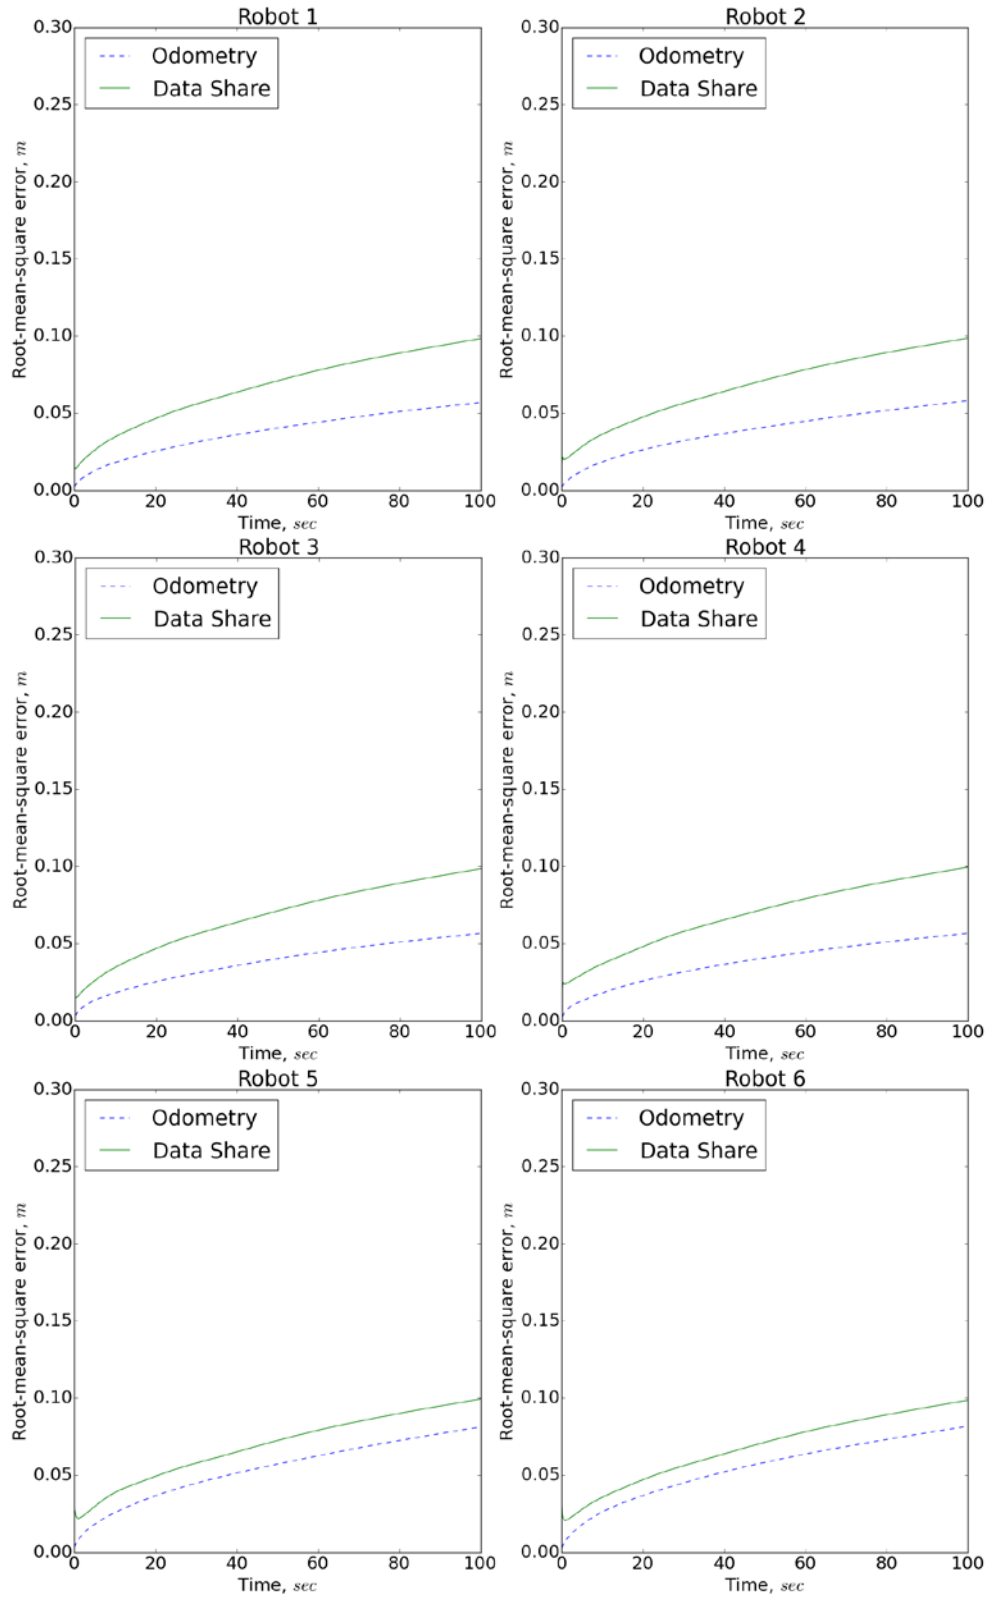 Robot 1
0.30
0.25
0.20
0.15
0.10
0.05
0.00
Root-mean-square error, m
Odometry
Data Share
0 20 40 60 80 100
Time, sec
Robot 2
0.30
0.25
0.20
0.15
0.10
0.05
0.00
Root-mean-square error, m
Odometry
Data Share
0 20 40 60 80 100
Time, sec
Robot 3
0.30
0.25
0.20
0.15
0.10
0.05
0.00
Root-mean-square error, m
Odometry
Data Share
0 20 40 60 80 100
Time, sec
Robot 4
0.30
0.25
0.20
0.15
0.10
0.05
0.00
Root-mean-square error, m
Odometry
Data Share
0 20 40 60 80 100
Time, sec
Robot 5
0.30
0.25
0.20
0.15
0.10
0.05
0.00
Root-mean-square error, m
Odometry
Data Share
0 20 40 60 80 100
Time, sec
Robot 6
0.30
0.25
0.20
0.15
0.10
0.05
0.00
Root-mean-square error, m
Odometry
Data Share
0 20 40 60 80 100
Time, sec